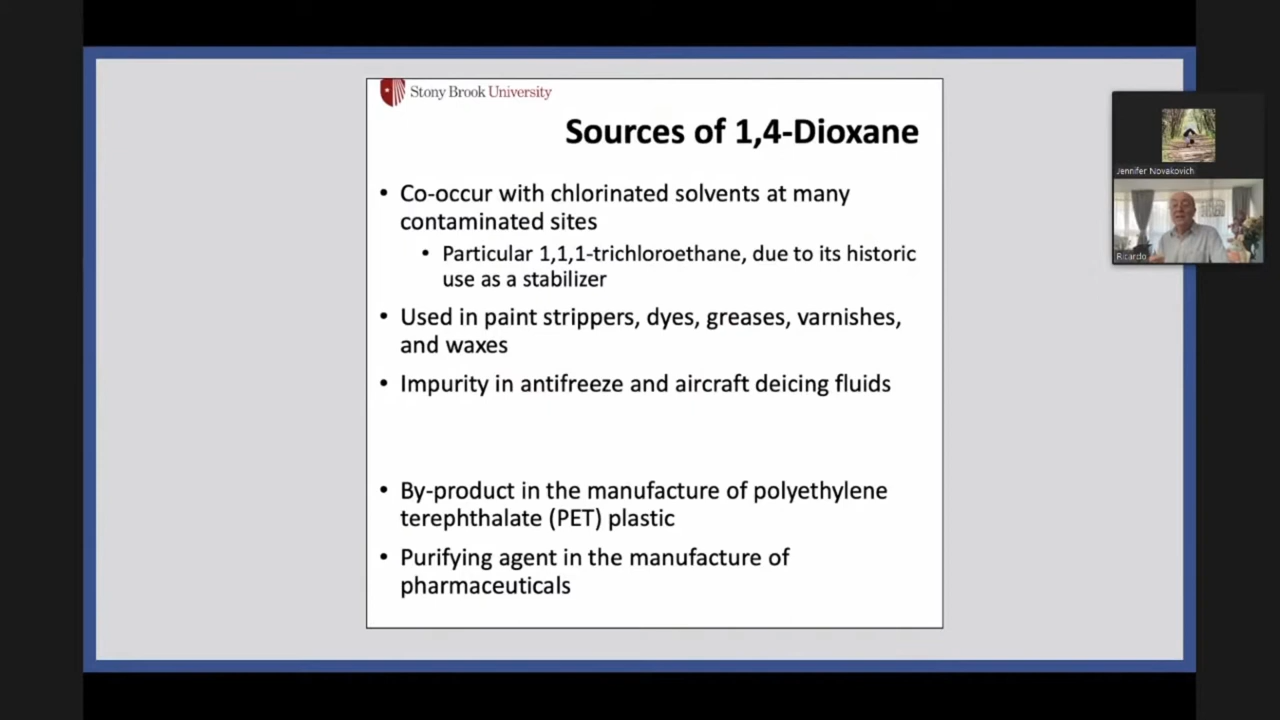 Stony Brook University
Sources of 1,4-Dioxane
• Co-occur with chlorinated solvents at many
contaminated sites
• Particular 1,1,1-trichloroethane, due to its historic
use as a stabilizer
• Used in paint strippers, dyes, greases, varnishes,
and waxes
• Impurity in antifreeze and aircraft deicing fluids
• By-product in the manufacture of polyethylene
terephthalate (PET) plastic
• Purifying agent in the manufacture of
pharmaceuticals
Jennifer Novakovich
Ricardo